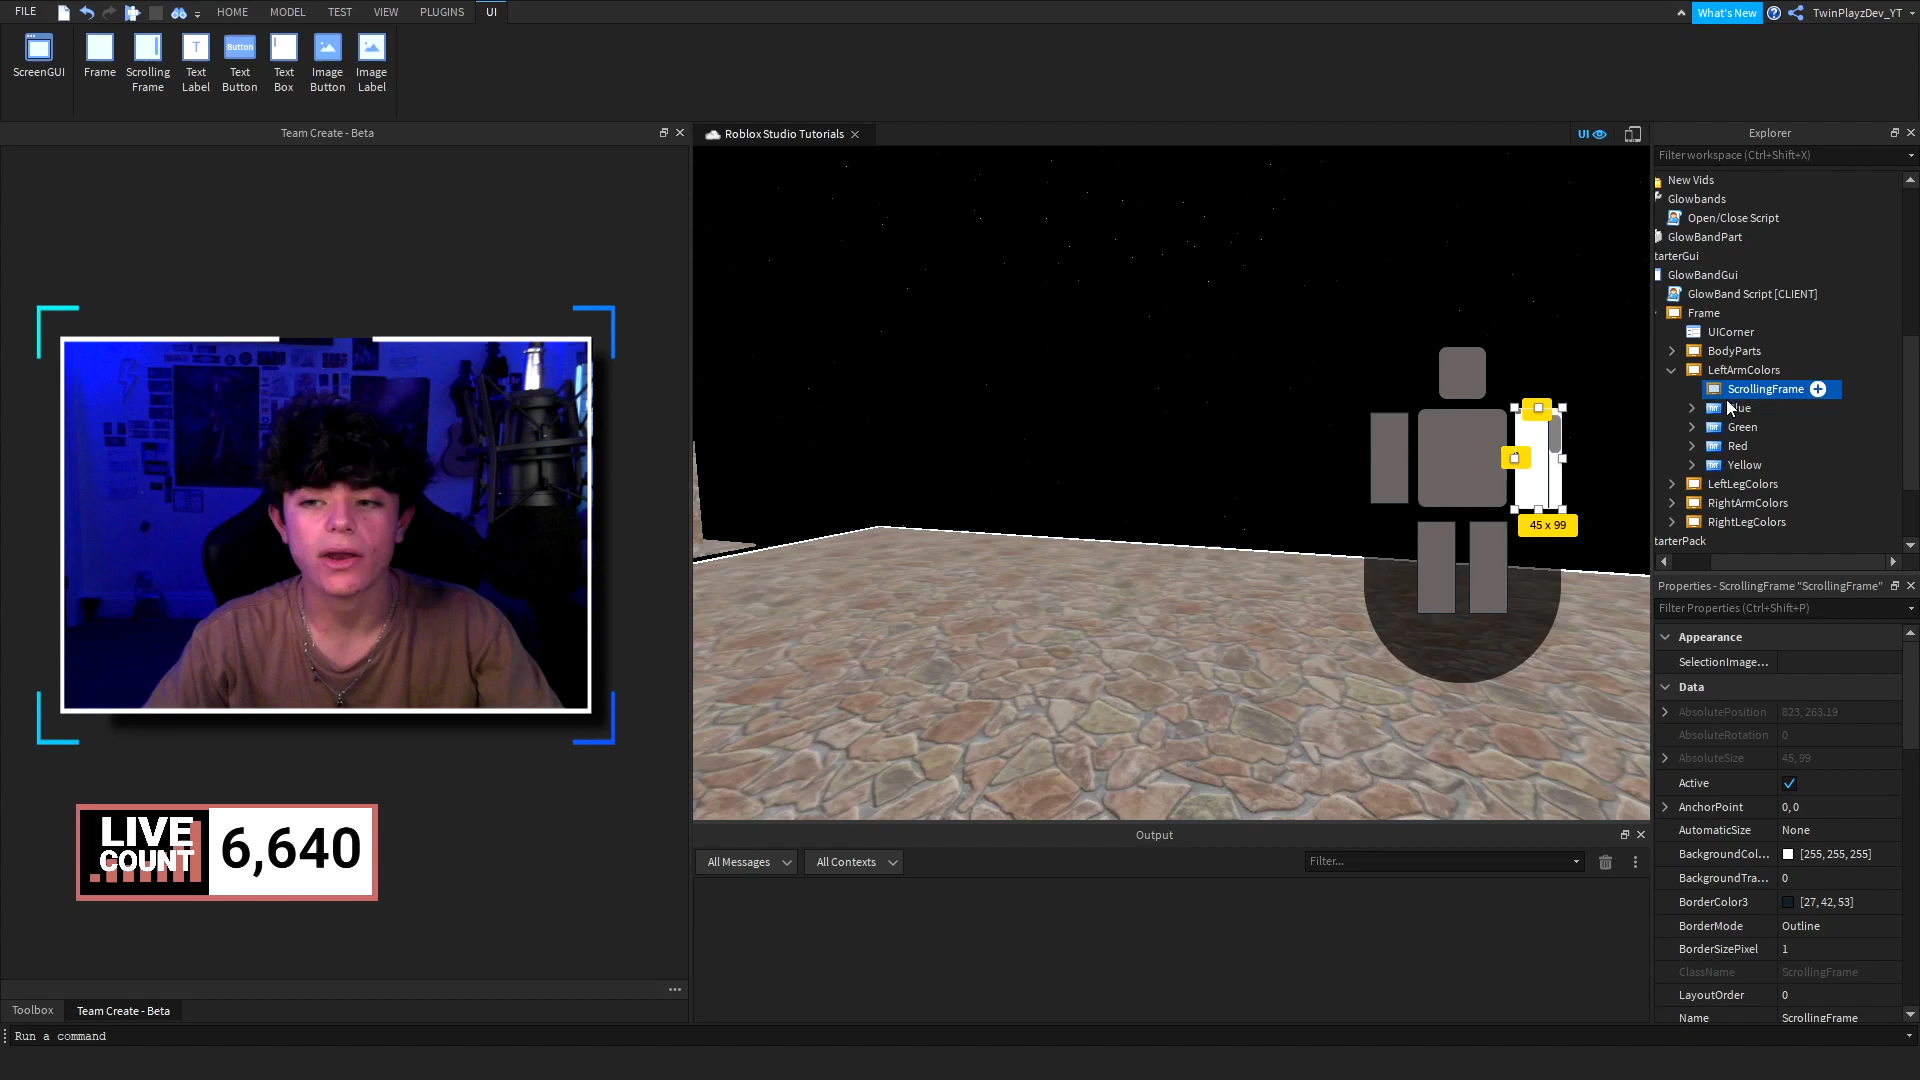 FILE
HOME
MODEL
TEST
VIEW
PLUGINS
UI
What's New
TwinPlayzDev_YT
ScreenGUI
Frame
Scrolling
Frame
T
Text
Label
Button
Text
Button
Text
Box
Image
Button
Image
Label
Team Create - Beta
Roblox Studio Tutorials
UI
Explorer
Filter workspace (Ctrl+Shift+X)
New Vids
Glowbands
Open/Close Script
GlowBandPart
tarterGui
GlowBandGui
GlowBand Script [CLIENT]
Frame
UICorner
BodyParts
LeftArmColors
ScrollingFrame
ue
Green
Red
Yellow
LeftLegColors
RightArmColors
RightLegColors
tarterPack
45 x 99
Properties - ScrollingFrame "ScrollingFrame"
Filter Properties (Ctrl+Shift+P)
Appearance
SelectionImage...
Data
AbsolutePosition 823, 263.19
AbsoluteRotation 0
AbsoluteSize 45, 99
Active
AnchorPoint 0, 0
AutomaticSize None
BackgroundCol... [255, 255, 255]
BackgroundTra... 0
BorderColor3 [27, 42, 53]
BorderMode Outline
BorderSizePixel 1
ClassName ScrollingFrame
LayoutOrder 0
Name ScrollingFrame
LIVE
COUNT
6,640
Output
All Messages
All Contexts
Filter...
Toolbox
Team Create - Beta
Run a command